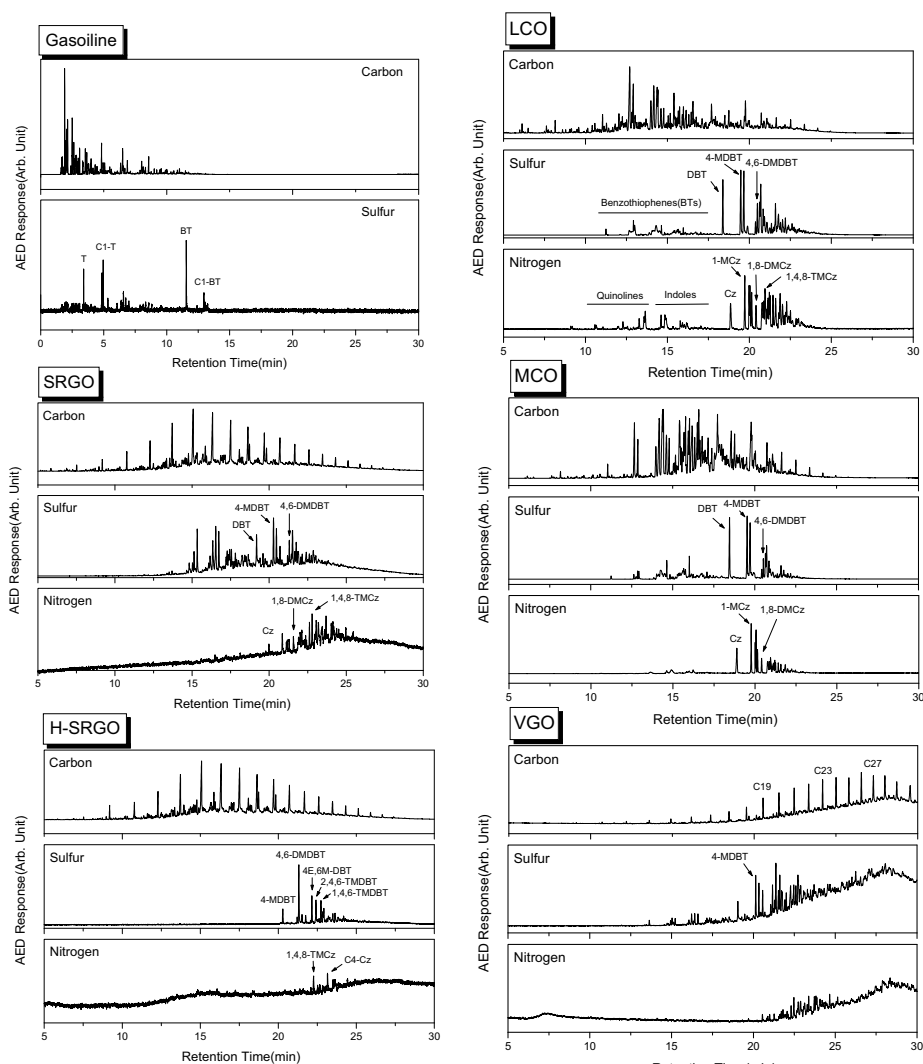 Gasoiline
Carbon
Sulfur
T
C1-T
BT
C1-BT
AED Response(Arb. Unit)
0 5 10 15 20 25 30
Retention Time(min)
LCO
Carbon
Sulfur
4-MDBT
4,6-DMDBT
DBT
Benzothiophenes(BTs)
Nitrogen
1-MCz
1,8-DMCz
1,4,8-TMCz
Quinolines
Indoles
Cz
AED Response(Arb. Unit)
5 10 15 20 25 30
Retention Time(min)
SRGO
Carbon
Sulfur
4-MDBT
4,6-DMDBT
DBT
Nitrogen
1,8-DMCz
1,4,8-TMCz
Cz
AED Response(Arb. Unit)
5 10 15 20 25 30
Retention Time(min)
MCO
Carbon
Sulfur
4-MDBT
DBT
4,6-DMDBT
Nitrogen
1-MCz
1,8-DMCz
Cz
AED Response(Arb. Unit)
5 10 15 20 25 30
Retention Time(min)
H-SRGO
Carbon
Sulfur
4,6-DMDBT
4E,6M-DBT
2,4,6-TMDBT
1,4,6-TMDBT
4-MDBT
Nitrogen
1,4,8-TMCz
C4-Cz
AED Response(Arb. Unit)
5 10 15 20 25 30
Retention Time(min)
VGO
Carbon
C19
C23
C27
Sulfur
4-MDBT
Nitrogen
AED Response(Arb. Unit)
5 10 15 20 25 30